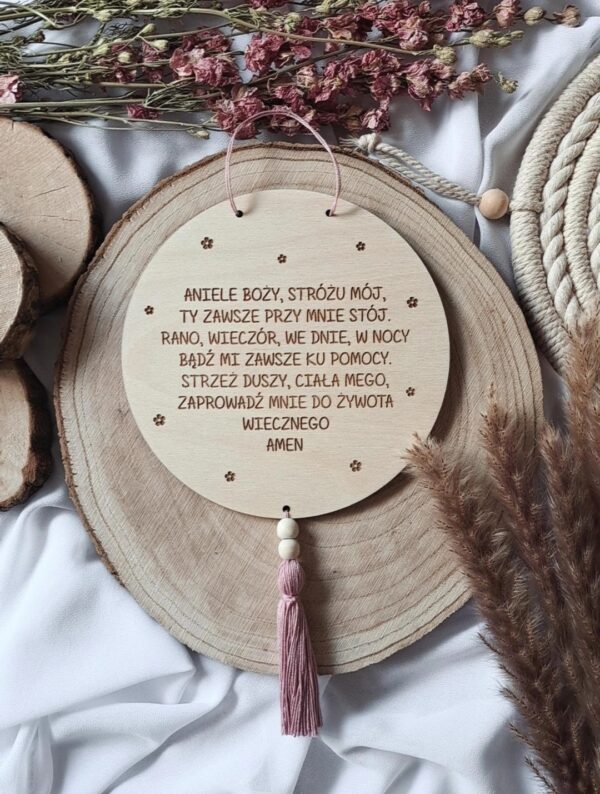 ANIELE BOŻY, STRÓŻU MÓJ,
TY ZAWSZE PRZY MNIE STÓJ.
RANO, WIECZÓR, WE DNIE, W NOCY
BĄDŹ MI ZAWSZE KU POMOCY.
STRZEŻ DUSZY, CIAŁA MEGO,
ZAPROWADŹ MNIE DO ŻYWOTA
WIECZNEGO
AMEN